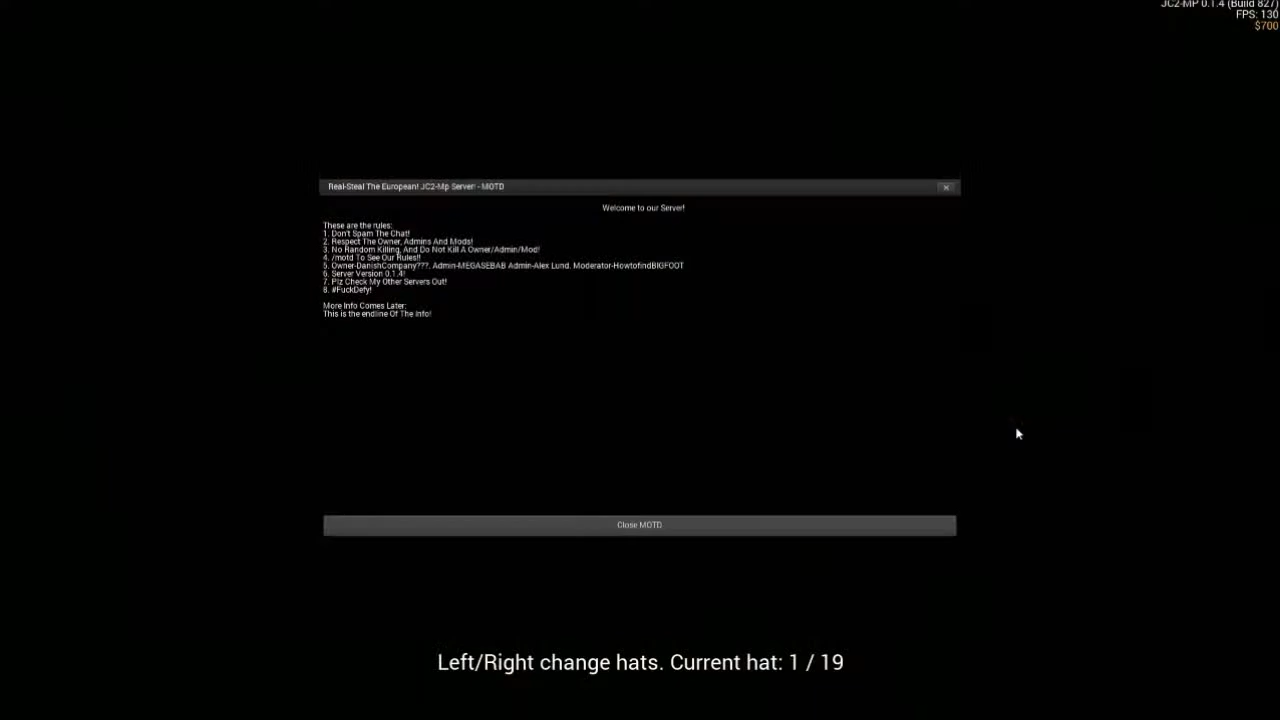 JC2-MP 0.1.4 (Build 827)
FPS: 130
$700
Real-Steal The European! JC2-Mp Server! - MOTD
Welcome to our Server!
These are the rules:
1. Don't Spam The Chat!
2. Respect The Owner, Admins And Mods!
3. No Random Killing, And Do Not Kill A Owner/Admin/Mod!
4. /motd To See Our Rules!!
5. Owner-DanishCompany???, Admin-MEGASEBAB Admin-Alex Lund, Moderator-HowtofindBIGFOOT
6. Server Version 0.1.4!
7. Plz Check My Other Servers Out!
8. #FuckDefy!
More Info Comes Later:
This is the endline Of The Info!
Close MOTD
Left/Right change hats. Current hat: 1 / 19